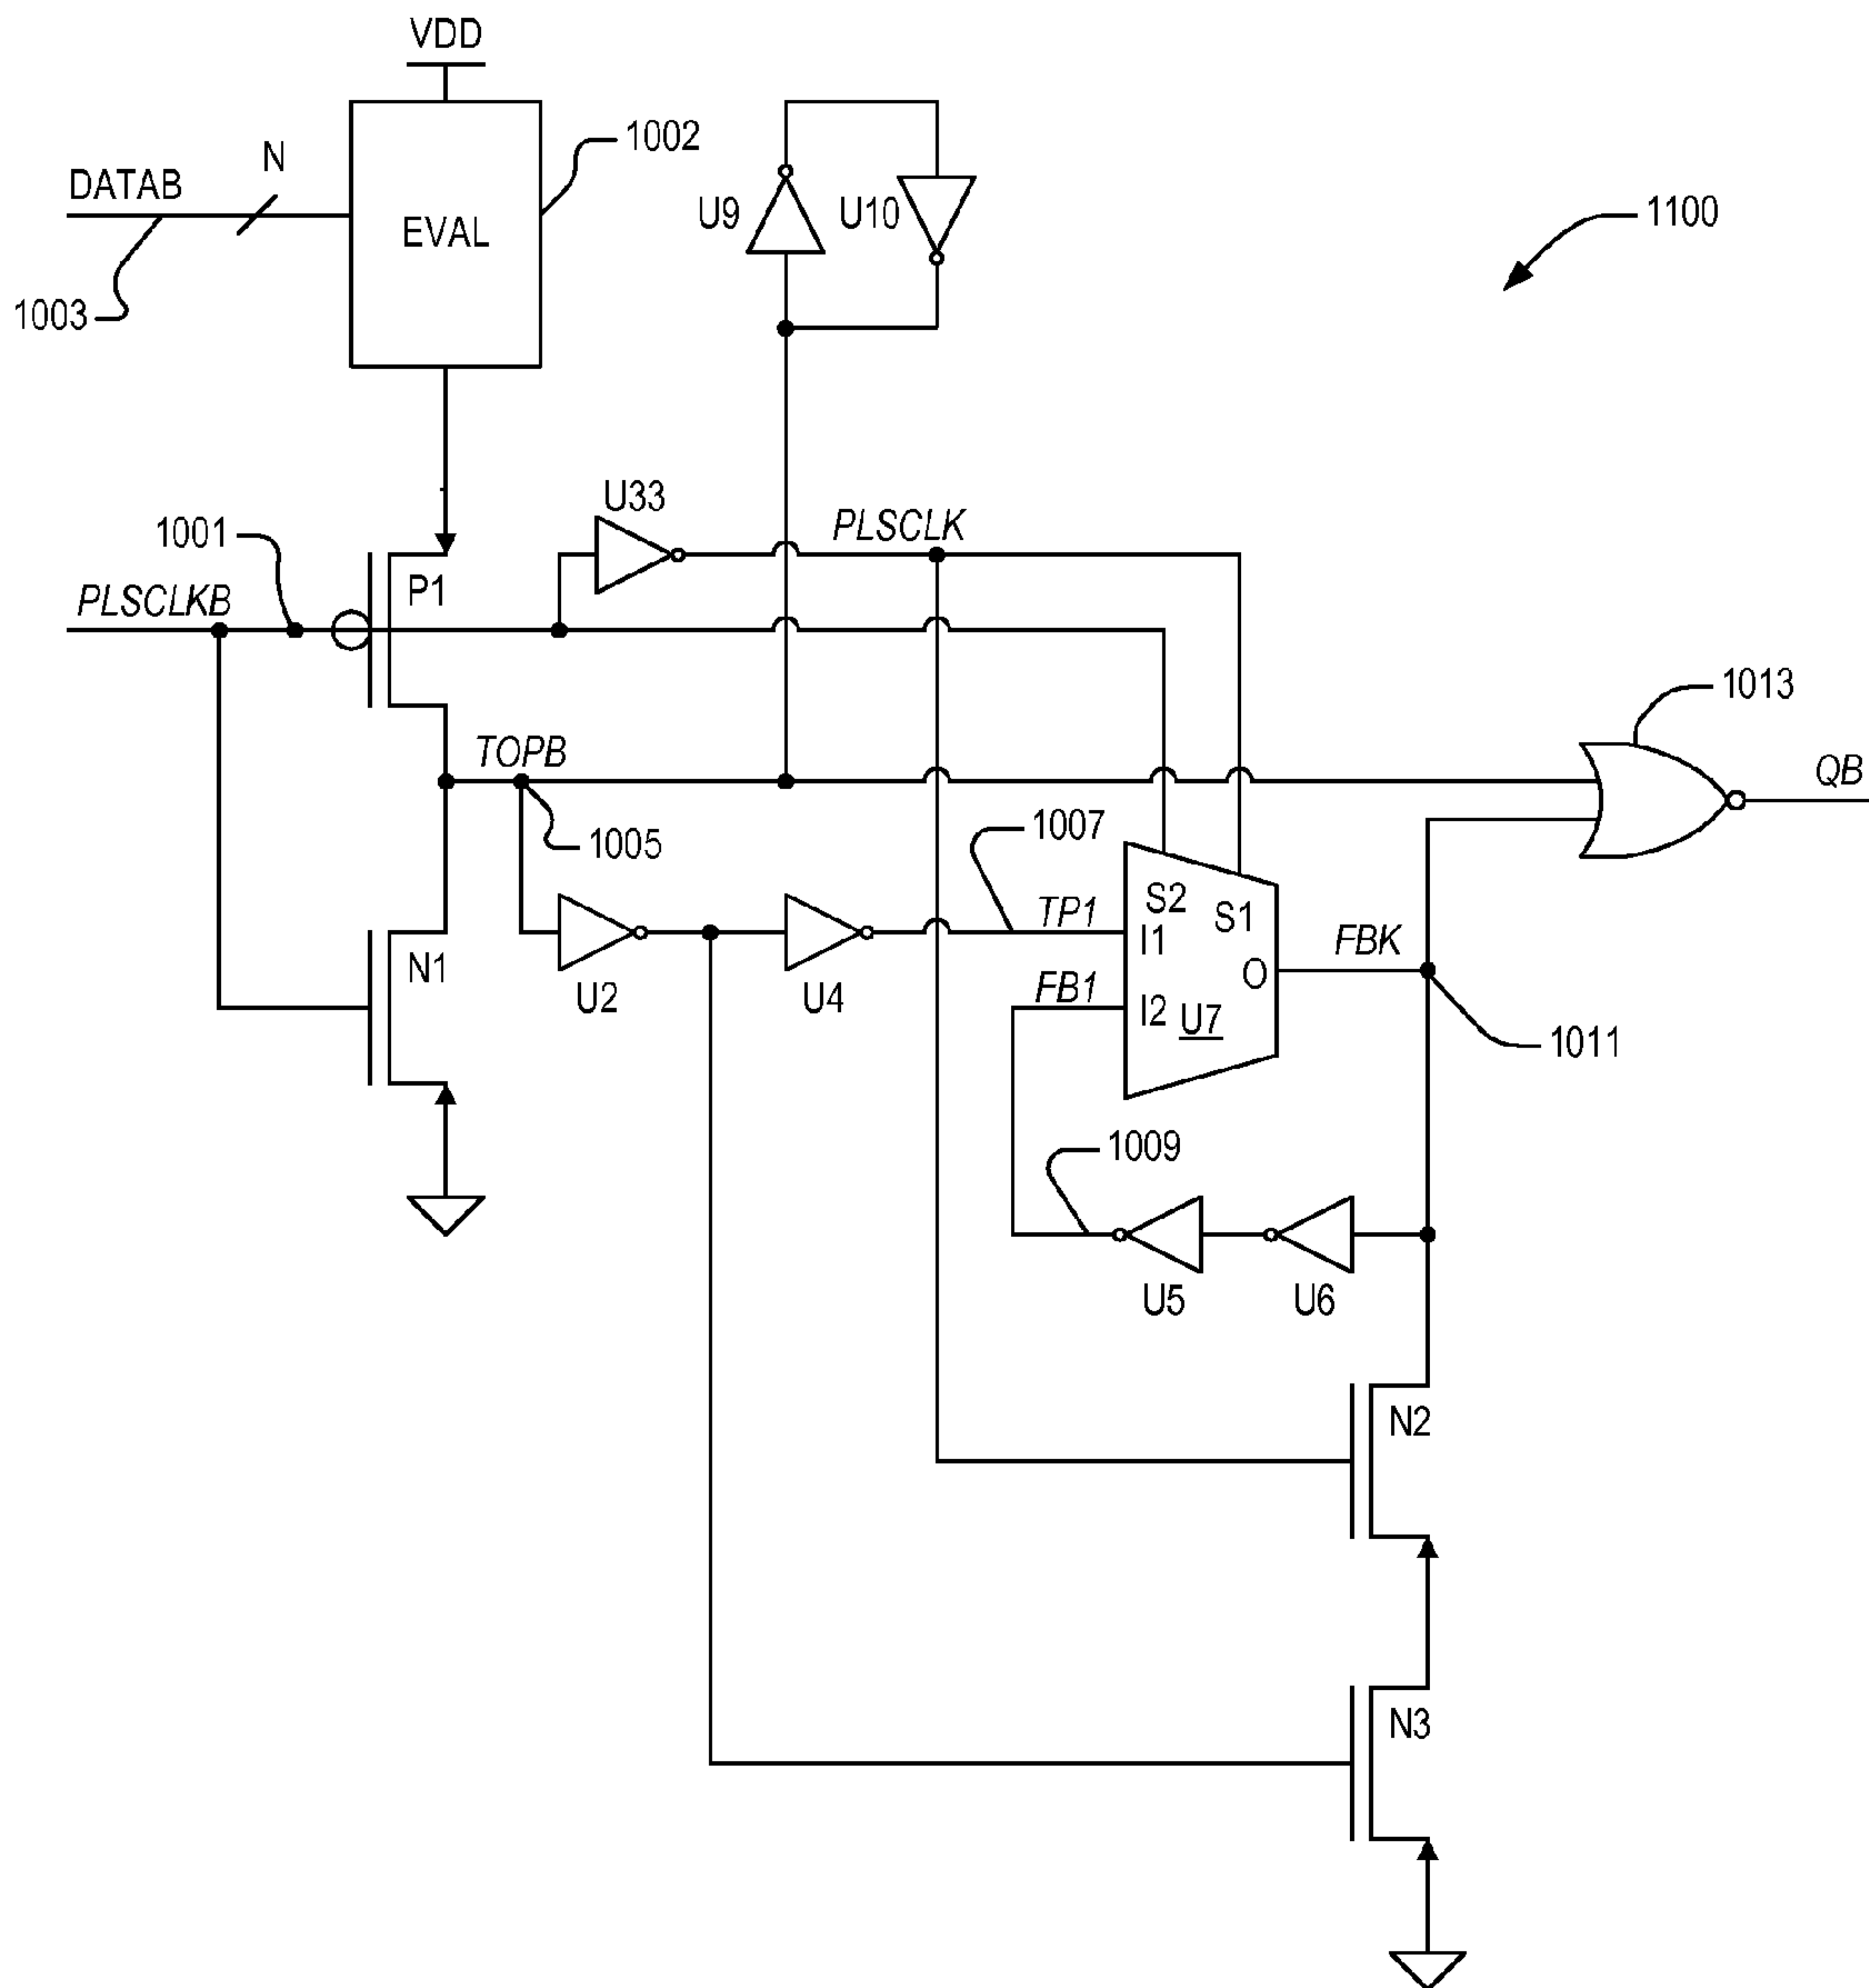 VDD
1002
N
DATAB
U9
U10
1100
EVAL
1003
U33
1001
PLSCLK
P1
PLSCLKB
1013
TOPB
QB
1007
1005
S2
S1
TP1
I1
N1
FBK
O
FB1
U2
U4
I2
U7
1011
1009
U5
U6
N2
N3